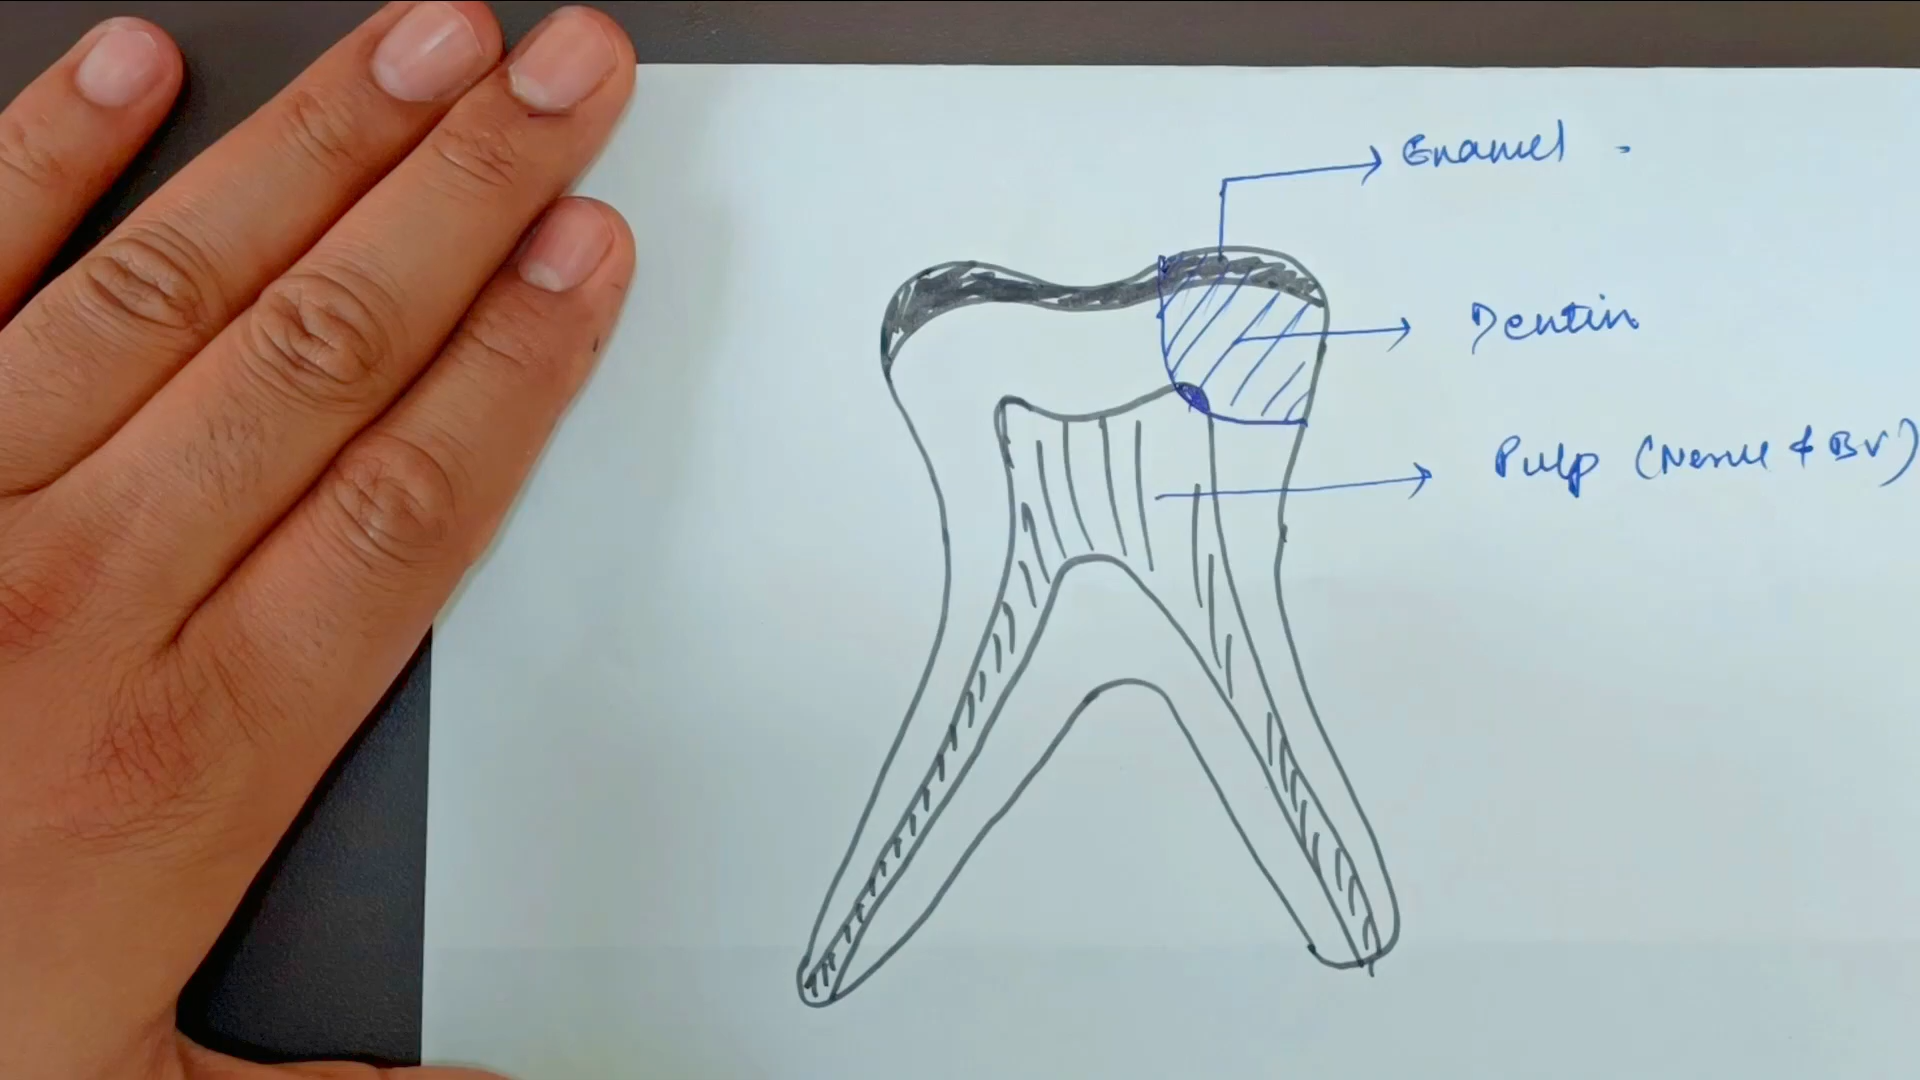 Enamel -
Dentin
Pulp (Nerve & BV)